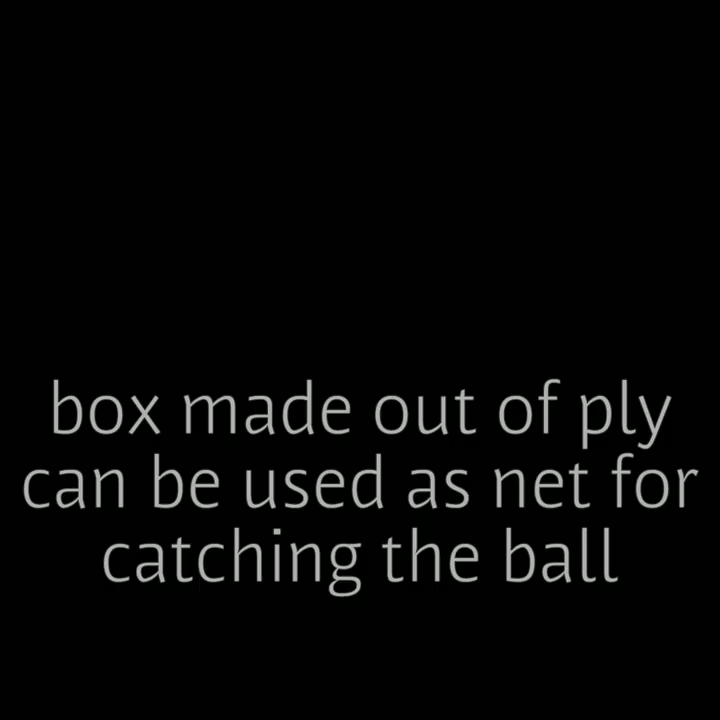 box made out of ply
can be used as net for
catching the ball